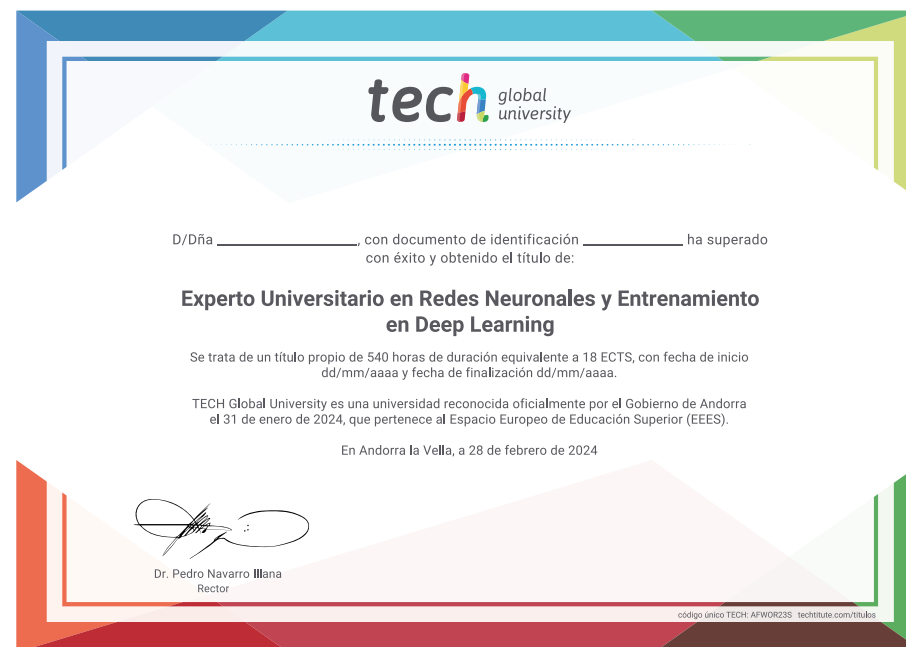 tech global university
D/Dña ______________, con documento de identificación __________ ha superado
con éxito y obtenido el título de:
Experto Universitario en Redes Neuronales y Entrenamiento
en Deep Learning
Se trata de un título propio de 540 horas de duración equivalente a 18 ECTS, con fecha de inicio
dd/mm/aaaa y fecha de finalización dd/mm/aaaa.
TECH Global University es una universidad reconocida oficialmente por el Gobierno de Andorra
el 31 de enero de 2024, que pertenece al Espacio Europeo de Educación Superior (EEES).
En Andorra la Vella, a 28 de febrero de 2024
Dr. Pedro Navarro Illana
Rector
código único TECH: AFWOR23S techtitute.com/titulos